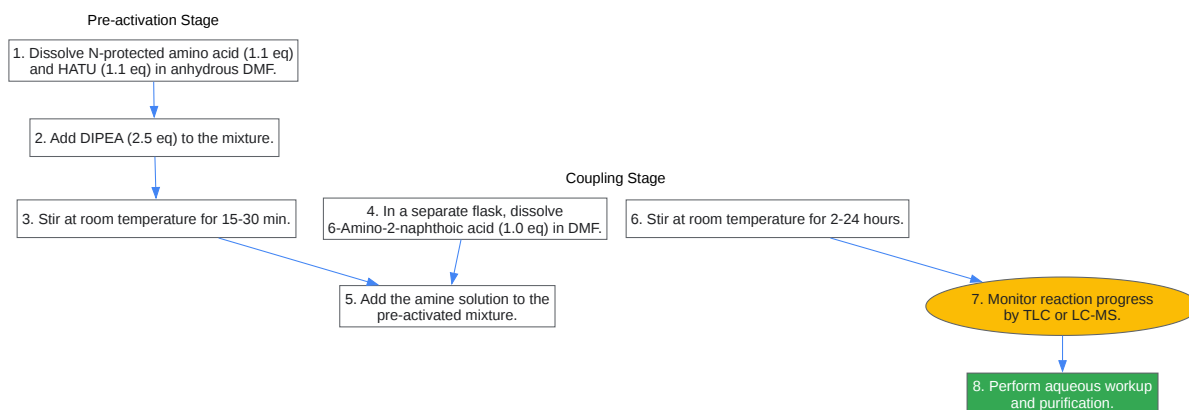 Pre-activation Stage
1. Dissolve N-protected amino acid (1.1 eq)
and HATU (1.1 eq) in anhydrous DMF.
2. Add DIPEA (2.5 eq) to the mixture.
3. Stir at room temperature for 15-30 min.
Coupling Stage
4. In a separate flask, dissolve
6-Amino-2-naphthoic acid (1.0 eq) in DMF.
5. Add the amine solution to the
pre-activated mixture.
6. Stir at room temperature for 2-24 hours.
7. Monitor reaction progress
by TLC or LC-MS.
8. Perform aqueous workup
and purification.